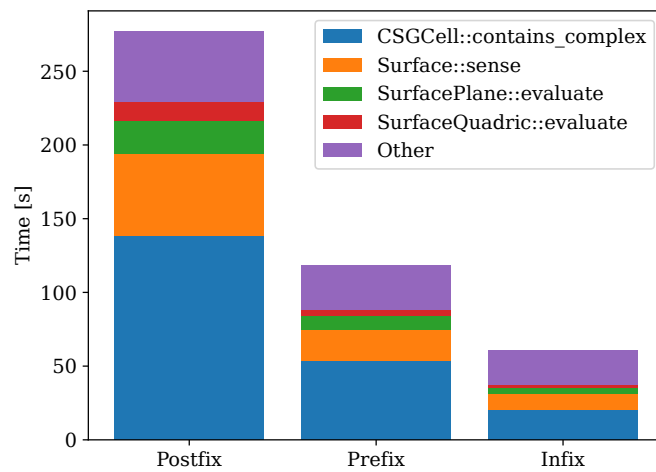 CSGCell::contains_complex
Surface::sense
SurfacePlane::evaluate
SurfaceQuadric::evaluate
Other
Time [s]
250
200
150
100
50
0
Postfix Prefix Infix